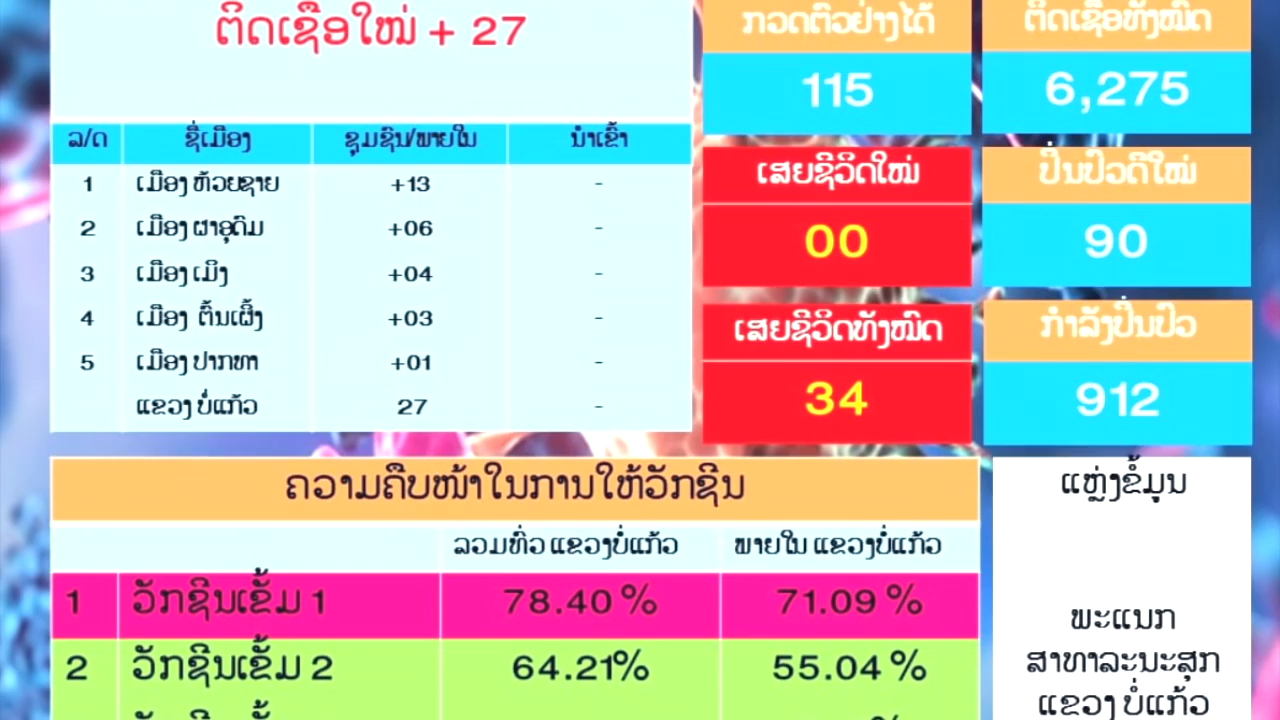 ຕິດເຊື້ອໃໝ່ + 27
ລ/ດ ຊື່ເມືອງ ຊຸມຊົນ/ພາຍໃນ ນຳເຂົ້າ
1 ເມືອງ ຫ້ວຍຊາຍ +13 -
2 ເມືອງ ຜາອຸດົມ +06 -
3 ເມືອງ ເມິງ +04 -
4 ເມືອງ ຕົ້ນເຜິ້ງ +03 -
5 ເມືອງ ປາກທາ +01 -
ແຂວງ ບໍ່ແກ້ວ 27 -
ກວດຕົວຢ່າງໄດ້
115
ຕິດເຊື້ອທັງໝົດ
6,275
ເສຍຊີວິດໃໝ່
00
ປິ່ນປົວດີໃໝ່
90
ເສຍຊີວິດທັງໝົດ
34
ກຳລັງປິ່ນປົວ
912
ຄວາມຄືບໜ້າໃນການໃຫ້ວັກຊີນ
ລວມທົ່ວ ແຂວງບໍ່ແກ້ວ ພາຍໃນ ແຂວງບໍ່ແກ້ວ
1 ວັກຊີນເຂັ້ມ 1 78.40 % 71.09 %
2 ວັກຊີນເຂັ້ມ 2 64.21% 55.04 %
ແຫຼ່ງຂໍ້ມູນ
ພະແນກ
ສາທາລະນະສຸກ
ແຂວງ ບໍ່ແກ້ວ